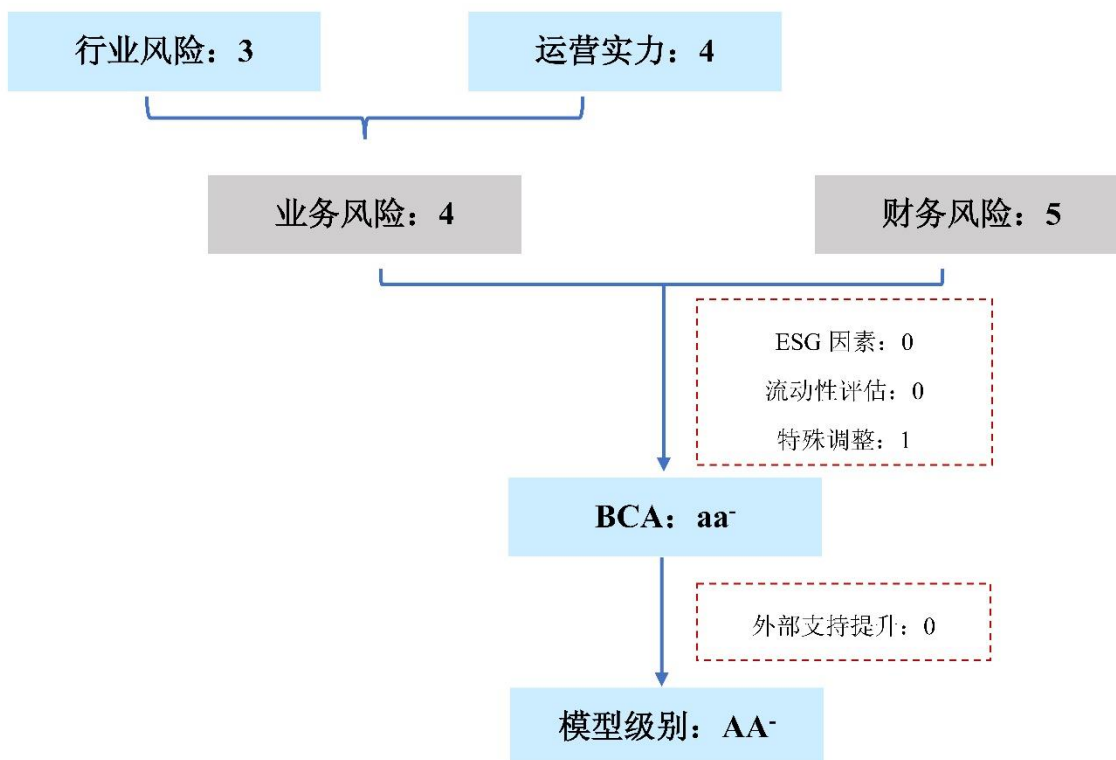 行业风险：3
运营实力：4
业务风险：4
财务风险：5
ESG 因素：0
流动性评估：0
特殊调整：1
BCA：aa-
外部支持提升：0
模型级别：AA-